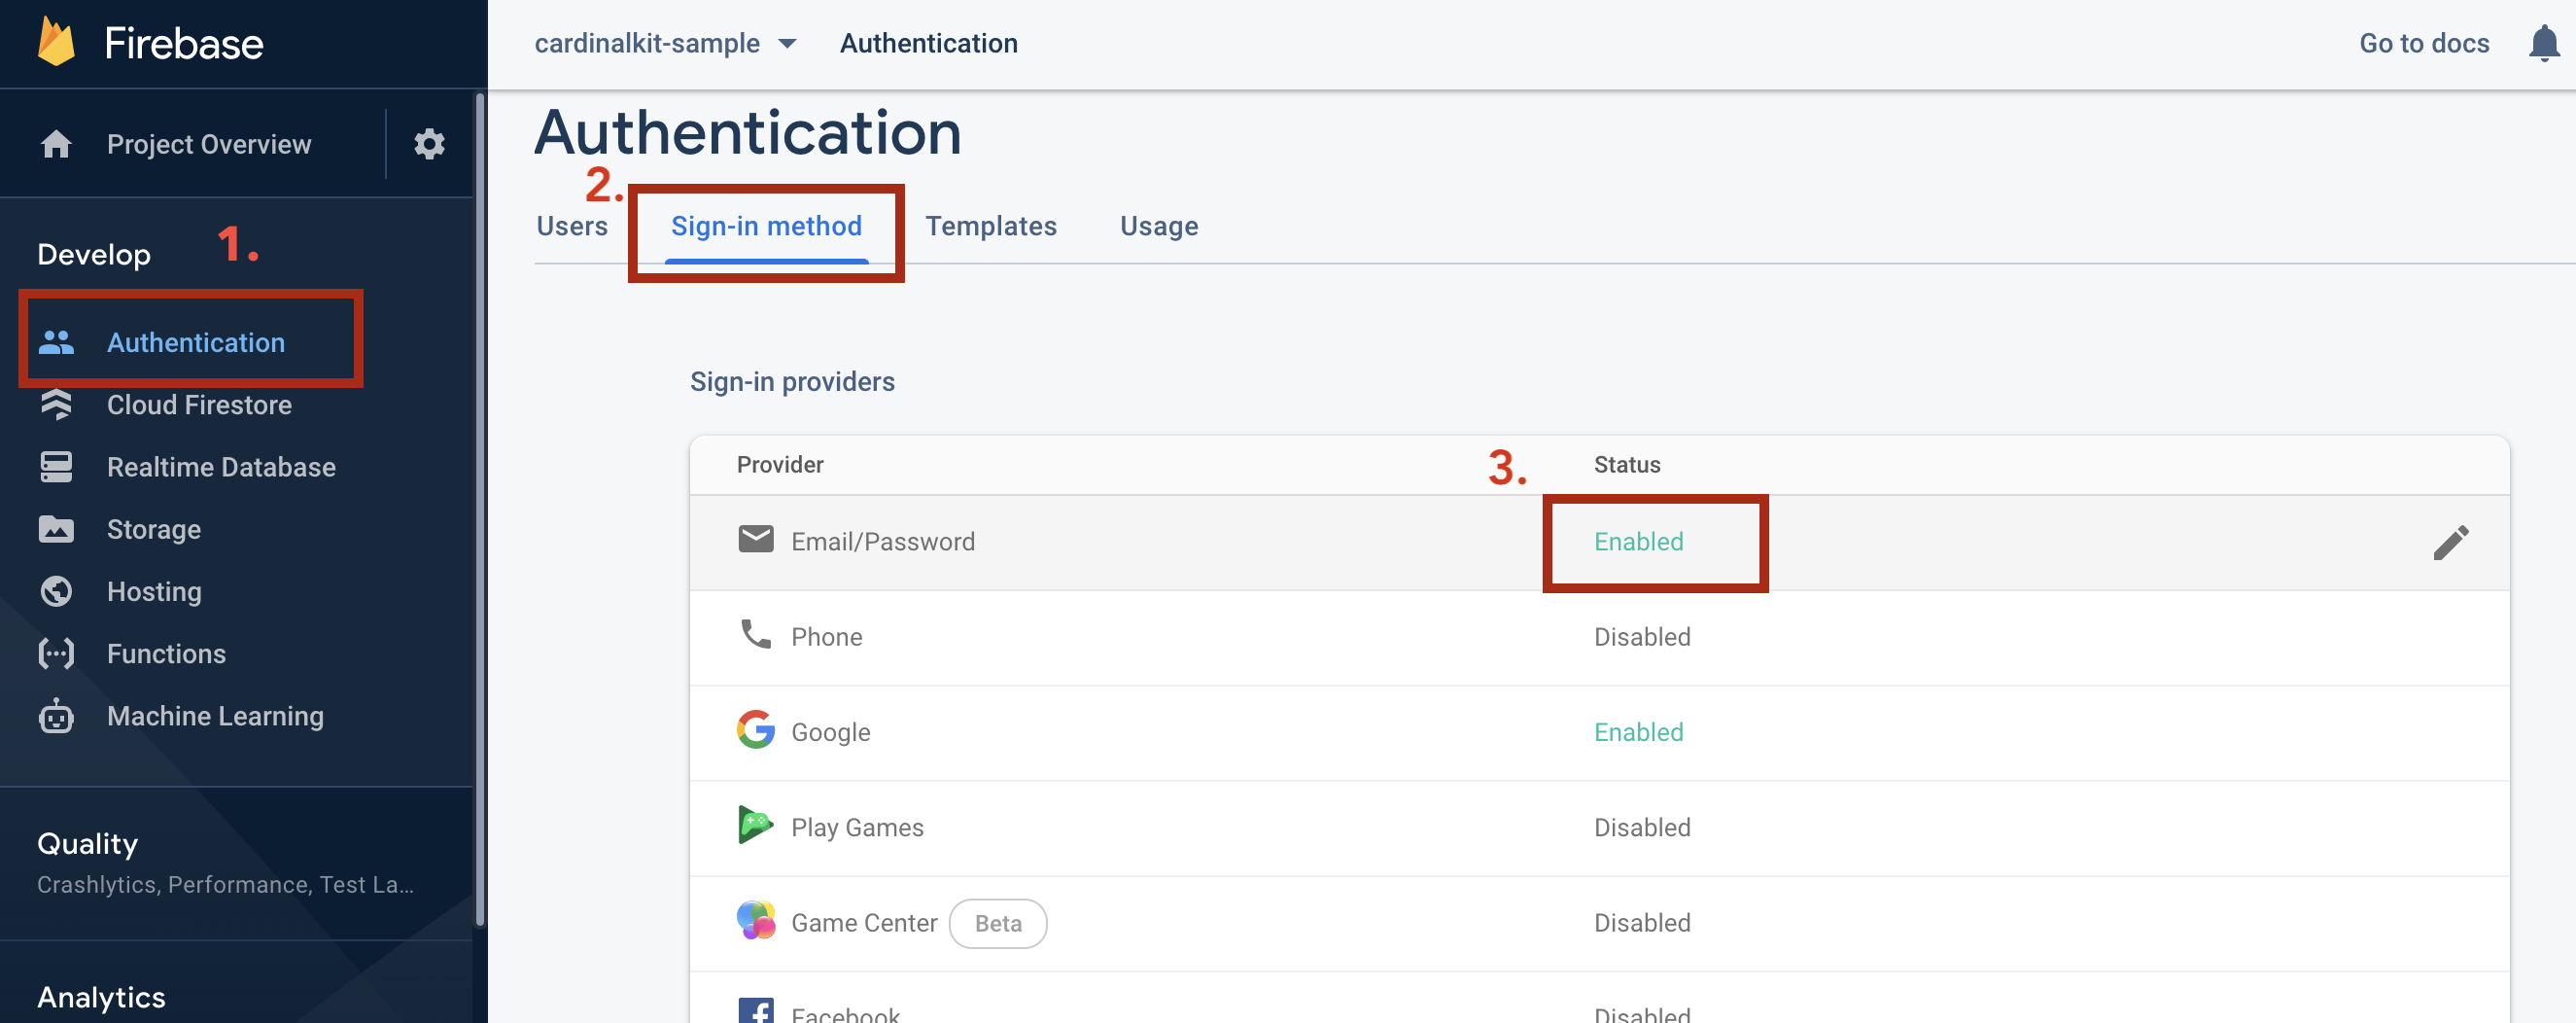 Firebase
cardinalkit-sample Authentication Go to docs
Project Overview
Authentication
2.
Users Sign-in method Templates Usage
Develop 1.
Authentication
Cloud Firestore
Realtime Database
Storage
Hosting
Functions
Machine Learning
Quality
Crashlytics, Performance, Test La...
Analytics
Sign-in providers
Provider 3. Status
Email/Password Enabled
Phone Disabled
Google Enabled
Play Games Disabled
Game Center Beta Disabled
Facebook Disabled